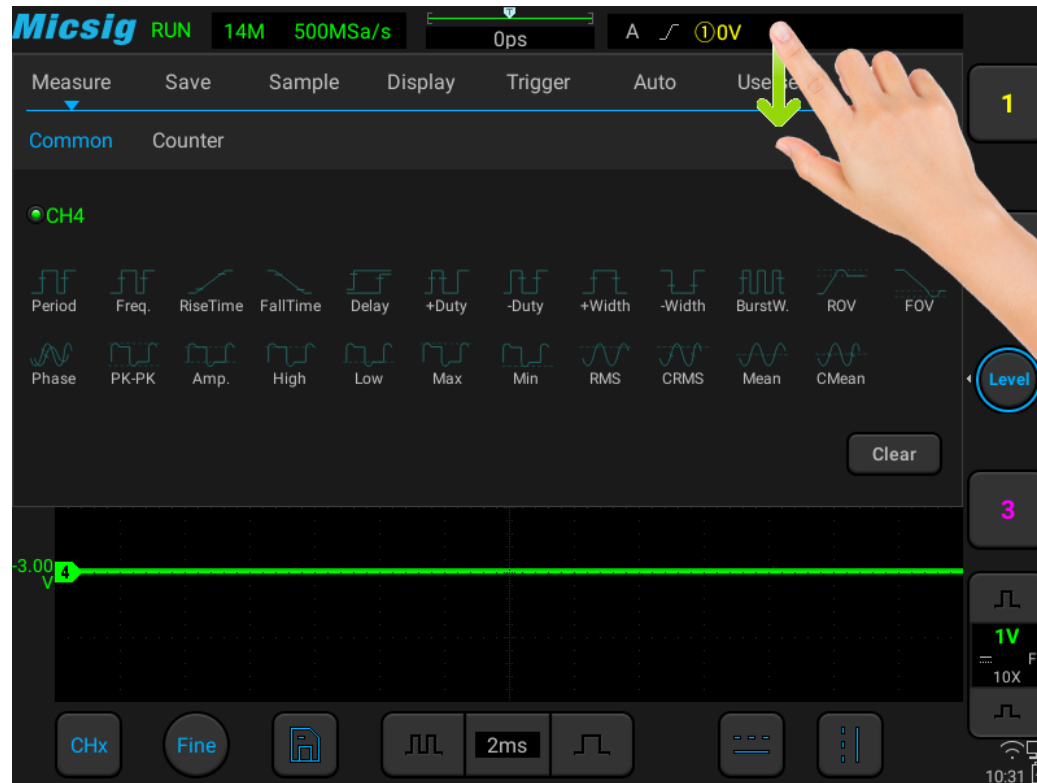 Micsig RUN 14M 500MSa/s T 0ps A ①0V
Measure Save Sample Display Trigger Auto
1
Common Counter
CH4
Period Freq. RiseTime FallTime Delay +Duty -Duty +Width -Width BurstW. ROV FOV
Phase PK-PK Amp. High Low Max Min RMS CRMS Mean CMean
Level
Clear
3
-3.00 4
V
1V
F
10X
CHx Fine 2ms
10:31